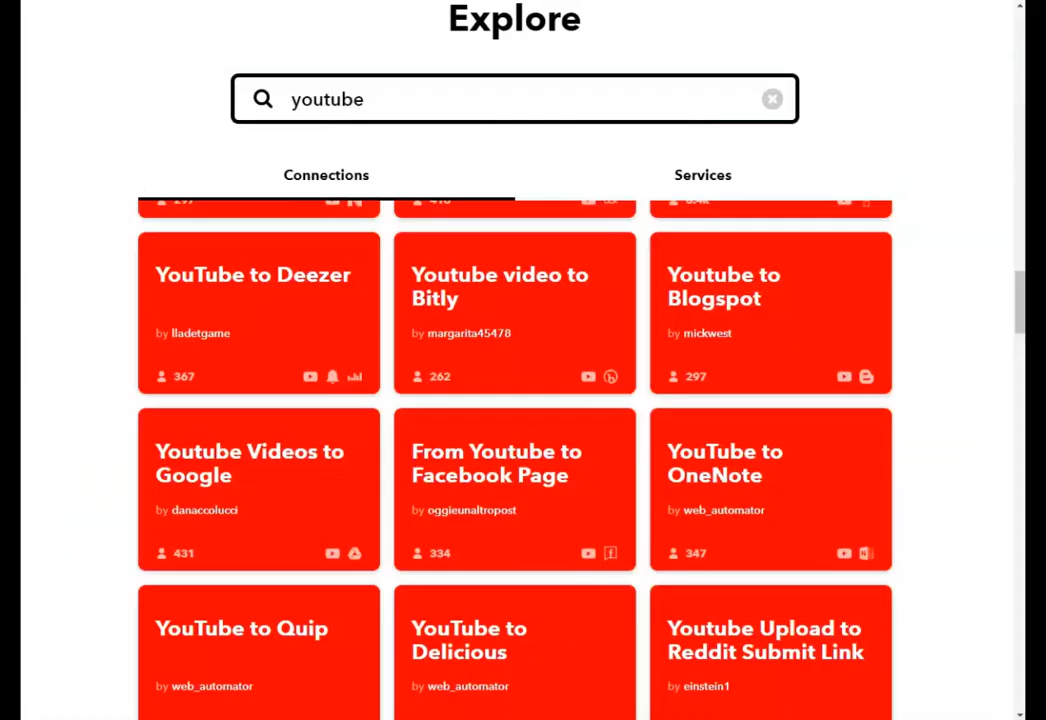 Explore
youtube
Connections
Services
YouTube to Deezer
by lladetgame
367
Youtube video to
Bitly
by margarita45478
262
Youtube to
Blogspot
by mickwest
297
Youtube Videos to
Google
by danaccolucci
431
From Youtube to
Facebook Page
by oggieunaltropost
334
YouTube to
OneNote
by web_automator
347
YouTube to Quip
by web_automator
YouTube to
Delicious
by web_automator
Youtube Upload to
Reddit Submit Link
by einstein1